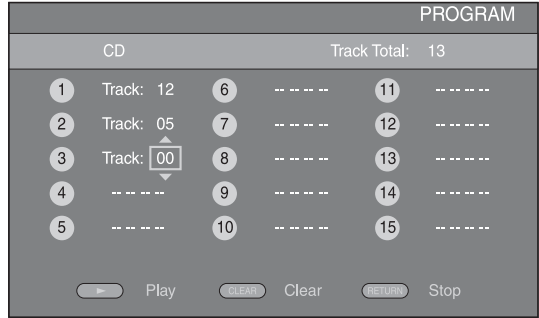 PROGRAM
CD Track Total: 13
1 Track: 12 6 -- -- -- -- 11 -- -- -- --
2 Track: 05 7 -- -- -- -- 12 -- -- -- --
3 Track: 00 8 -- -- -- -- 13 -- -- -- --
4 -- -- -- -- 9 -- -- -- -- 14 -- -- -- --
5 -- -- -- -- 10 -- -- -- -- 15 -- -- -- --
Play CLEAR Clear RETURN Stop